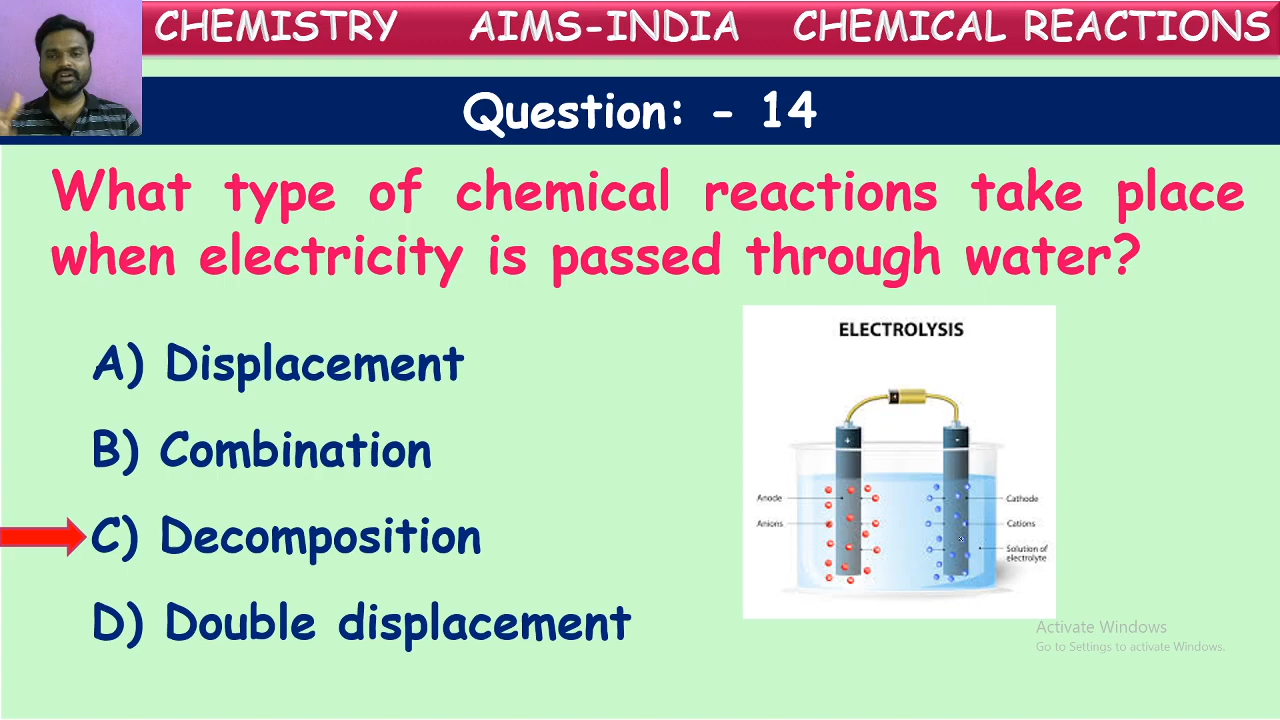 CHEMISTRY AIMS-INDIA CHEMICAL REACTIONS
Question: - 14
What type of chemical reactions take place
when electricity is passed through water?
A) Displacement
B) Combination
C) Decomposition
D) Double displacement
ELECTROLYSIS
+ -
Anode
Anions
Cathode
Cations
Solution of
electrolyte
Activate Windows
Go to Settings to activate Windows.